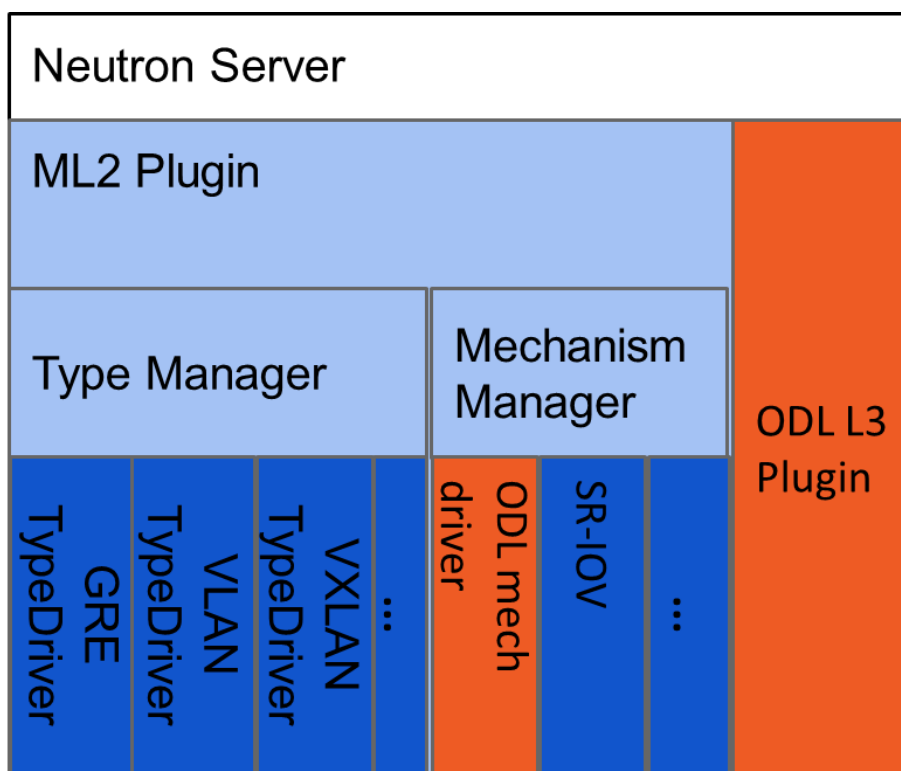 Neutron Server
ML2 Plugin
Type Manager
Mechanism
Manager
ODL L3
Plugin
GRE
TypeDriver
VLAN
TypeDriver
VXLAN
TypeDriver
...
ODL mech
driver
SR-IOV
...